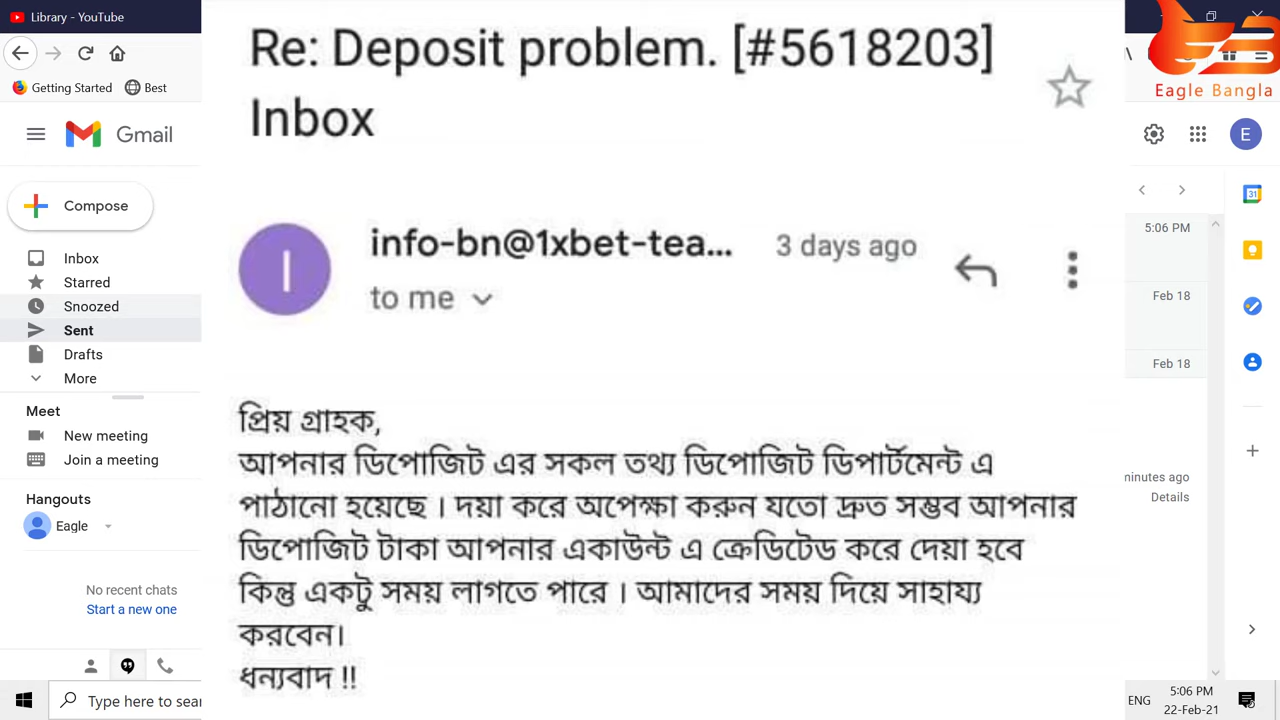 Library - YouTube
Getting Started
Best
Eagle Bangla
Gmail
E
Compose
Inbox
Starred
Snoozed
Sent
Drafts
More
Meet
New meeting
Join a meeting
Hangouts
Eagle
No recent chats
Start a new one
Re: Deposit problem. [#5618203]
Inbox
I
info-bn@1xbet-tea... 3 days ago
to me
প্রিয় গ্রাহক,
আপনার ডিপোজিট এর সকল তথ্য ডিপোজিট ডিপার্টমেন্ট এ
পাঠানো হয়েছে । দয়া করে অপেক্ষা করুন যতো দ্রুত সম্ভব আপনার
ডিপোজিট টাকা আপনার একাউন্ট এ ক্রেডিটেড করে দেয়া হবে
কিন্তু একটু সময় লাগতে পারে । আমাদের সময় দিয়ে সাহায্য
করবেন।
ধন্যবাদ !!
5:06 PM
Feb 18
Feb 18
minutes ago
Details
31
Type here to sear
ENG
5:06 PM
22-Feb-21